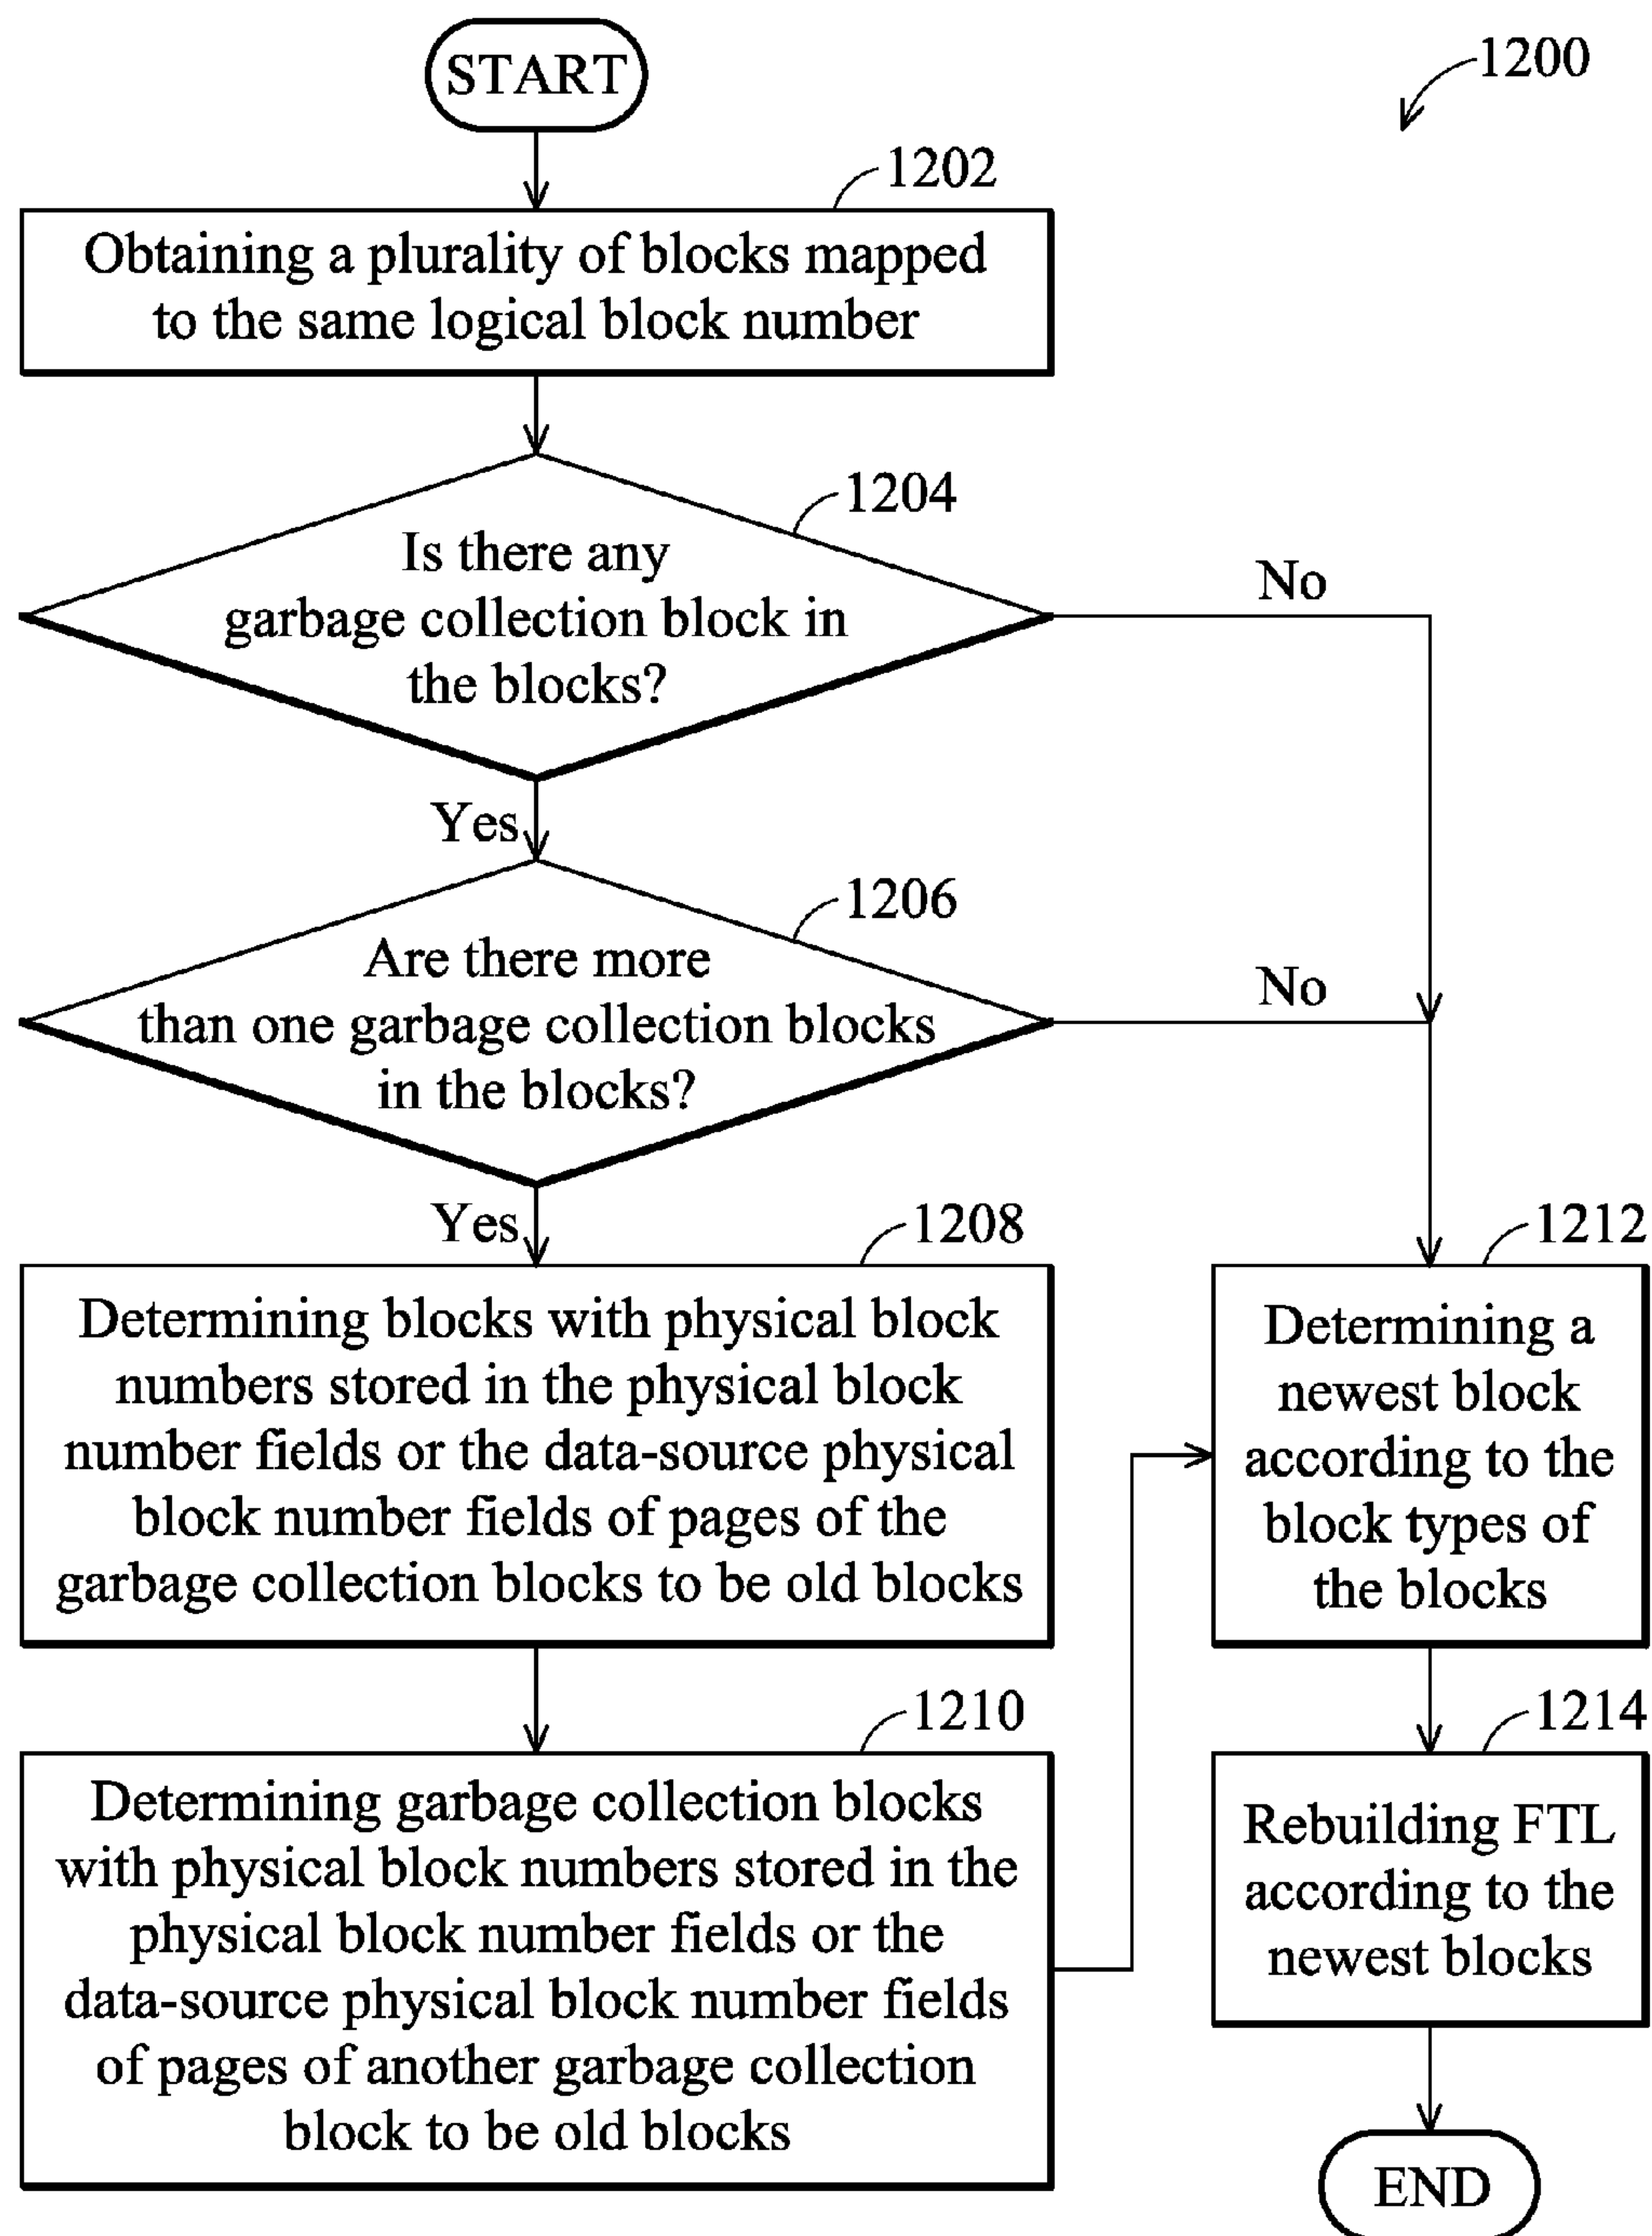 START
1200
1202
Obtaining a plurality of blocks mapped
to the same logical block number
1204
Is there any
garbage collection block in
the blocks?
No
Yes
1206
Are there more
than one garbage collection blocks
in the blocks?
No
Yes
1208
Determining blocks with physical block
numbers stored in the physical block
number fields or the data-source physical
block number fields of pages of the
garbage collection blocks to be old blocks
1210
Determining garbage collection blocks
with physical block numbers stored in the
physical block number fields or the
data-source physical block number fields
of pages of another garbage collection
block to be old blocks
1212
Determining a
newest block
according to the
block types of
the blocks
1214
Rebuilding FTL
according to the
newest blocks
END